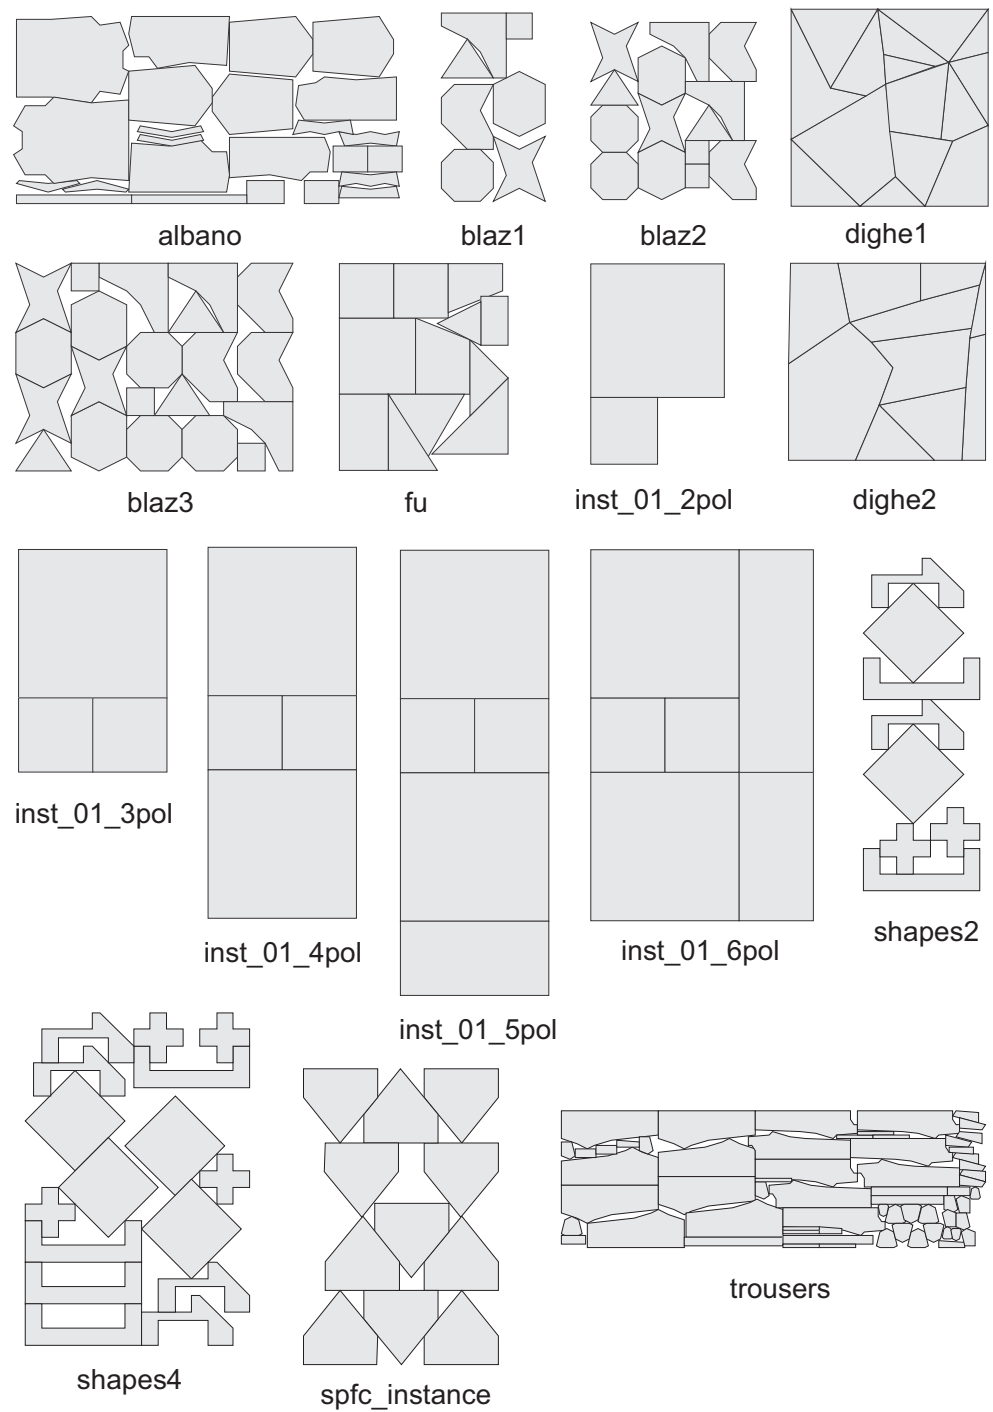 albano
blaz1
blaz2
dighe1
blaz3
fu
inst_01_2pol
dighe2
inst_01_3pol
inst_01_4pol
inst_01_5pol
inst_01_6pol
shapes2
shapes4
spfc_instance
trousers